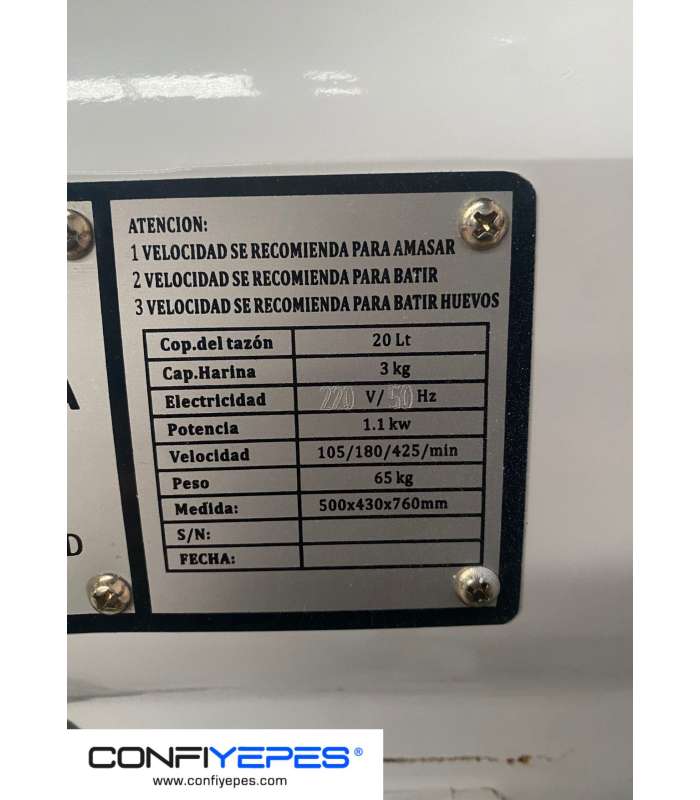 ATENCION:
1 VELOCIDAD SE RECOMIENDA PARA AMASAR
2 VELOCIDAD SE RECOMIENDA PARA BATIR
3 VELOCIDAD SE RECOMIENDA PARA BATIR HUEVOS
Cop.del tazón 20 Lt
Cap.Harina 3 kg
Electricidad 220 V/ 50 Hz
Potencia 1.1 kw
Velocidad 105/180/425/min
Peso 65 kg
Medida: 500x430x760mm
S/N:
FECHA:
A
D
CONFIYEPES®
www.confiyepes.com